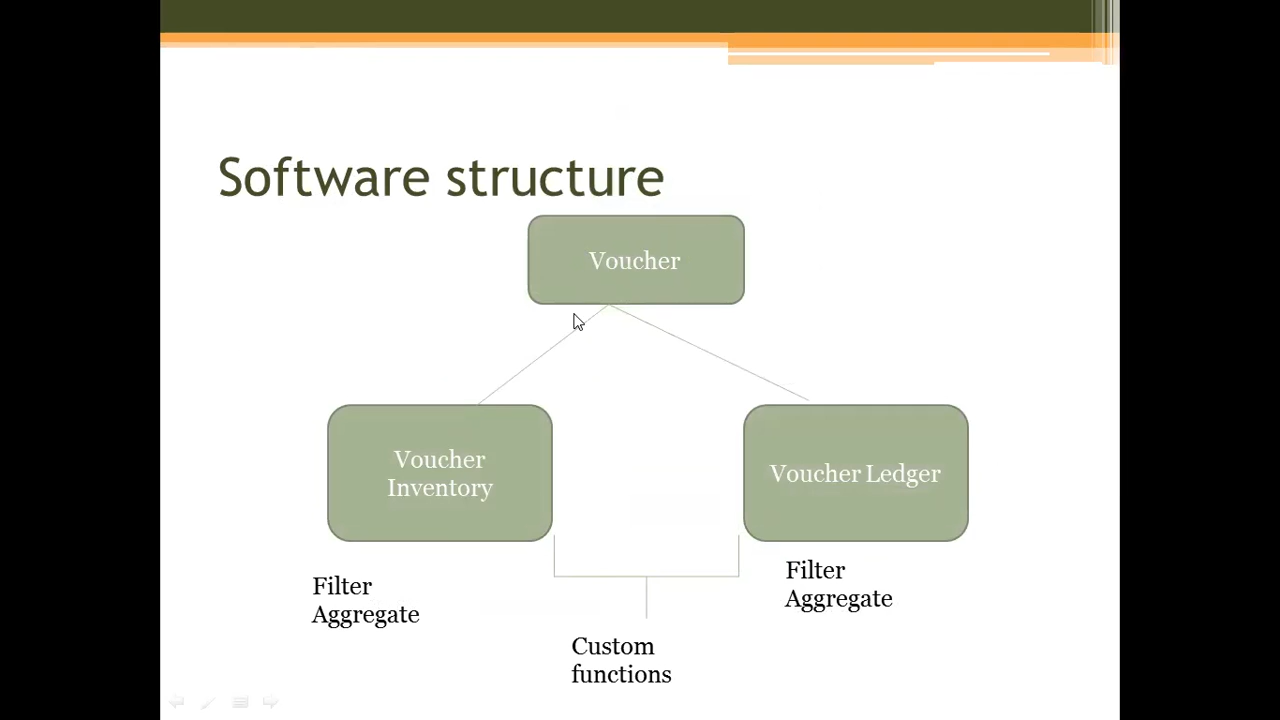 Software structure
Voucher
Voucher
Inventory
Voucher Ledger
Filter
Aggregate
Filter
Aggregate
Custom
functions